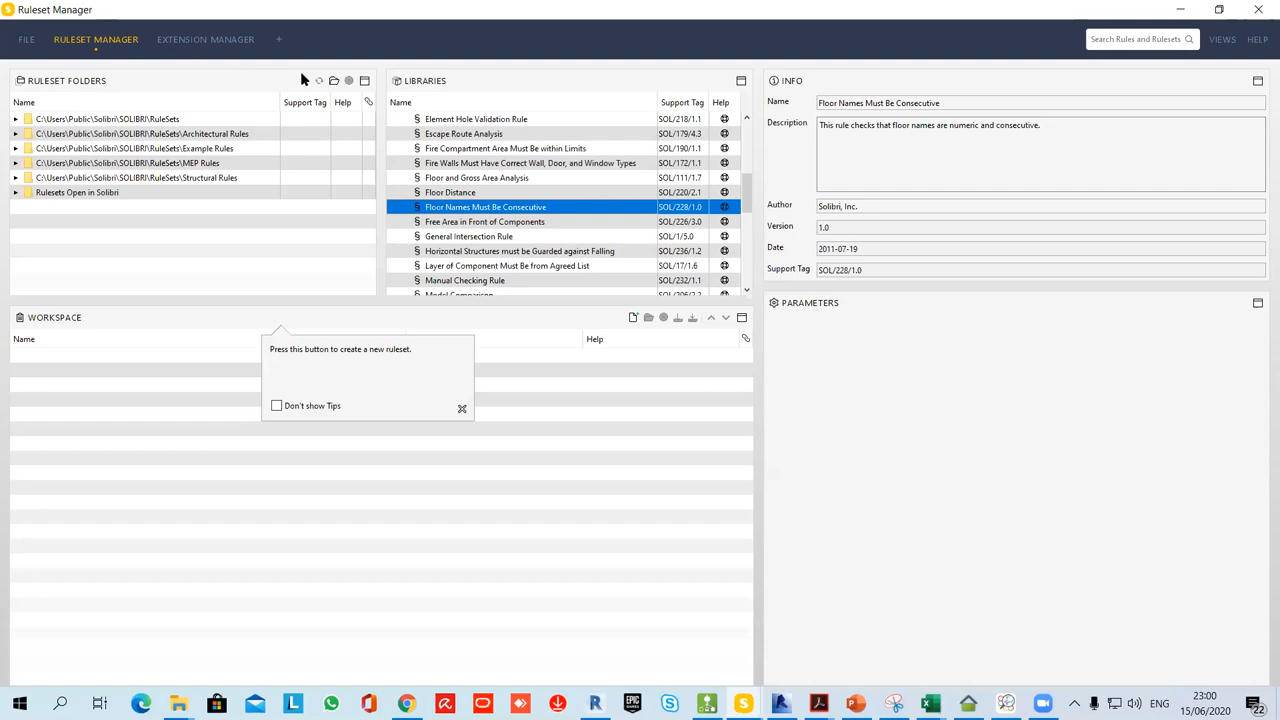 Ruleset Manager
FILE
RULESET MANAGER
EXTENSION MANAGER
+
Search Rules and Rulesets
VIEWS
HELP
RULESET FOLDERS
Name
Support Tag
Help
C:\Users\Public\Solibri\SOLIBRI\RuleSets
C:\Users\Public\Solibri\SOLIBRI\RuleSets\Architectural Rules
C:\Users\Public\Solibri\SOLIBRI\RuleSets\Example Rules
C:\Users\Public\Solibri\SOLIBRI\RuleSets\MEP Rules
C:\Users\Public\Solibri\SOLIBRI\RuleSets\Structural Rules
Rulesets Open in Solibri
LIBRARIES
Name
Support Tag
Help
§ Element Hole Validation Rule SOL/218/1.1
§ Escape Route Analysis SOL/179/4.3
§ Fire Compartment Area Must Be within Limits SOL/190/1.1
§ Fire Walls Must Have Correct Wall, Door, and Window Types SOL/172/1.1
§ Floor and Gross Area Analysis SOL/111/1.7
§ Floor Distance SOL/220/2.1
§ Floor Names Must Be Consecutive SOL/228/1.0
§ Free Area in Front of Components SOL/226/3.0
§ General Intersection Rule SOL/1/5.0
§ Horizontal Structures must be Guarded against Falling SOL/236/1.2
§ Layer of Component Must Be from Agreed List SOL/17/1.6
§ Manual Checking Rule SOL/232/1.1
§ Model Comparison SOL/206/2.2
INFO
Name Floor Names Must Be Consecutive
Description This rule checks that floor names are numeric and consecutive.
Author Solibri, Inc.
Version 1.0
Date 2011-07-19
Support Tag SOL/228/1.0
WORKSPACE
Name
Help
Press this button to create a new ruleset.
Don't show Tips
PARAMETERS
ENG
23:00
15/06/2020
22